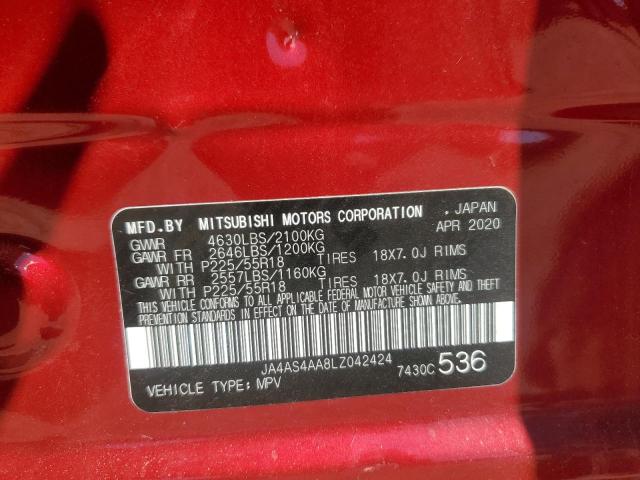 MFD.BY MITSUBISHI MOTORS CORPORATION , JAPAN
GVWR 4630LBS/2100KG APR 2020
GAWR FR 2646LBS/1200KG
WITH P225/55R18 TIRES 18X7.0J RIMS
GAWR RR 2557LBS/1160KG
WITH P225/55R18 TIRES 18X7.0J RIMS
THIS VEHICLE CONFORMS TO ALL APPLICABLE FEDERAL MOTOR VEHICLE SAFETY, BUMPER, AND THEFT
PREVENTION STANDARDS IN EFFECT ON THE DATE OF MANUFACTURE SHOWN ABOVE.
JA4AS4AA8LZ042424
7430C 536
VEHICLE TYPE: MPV